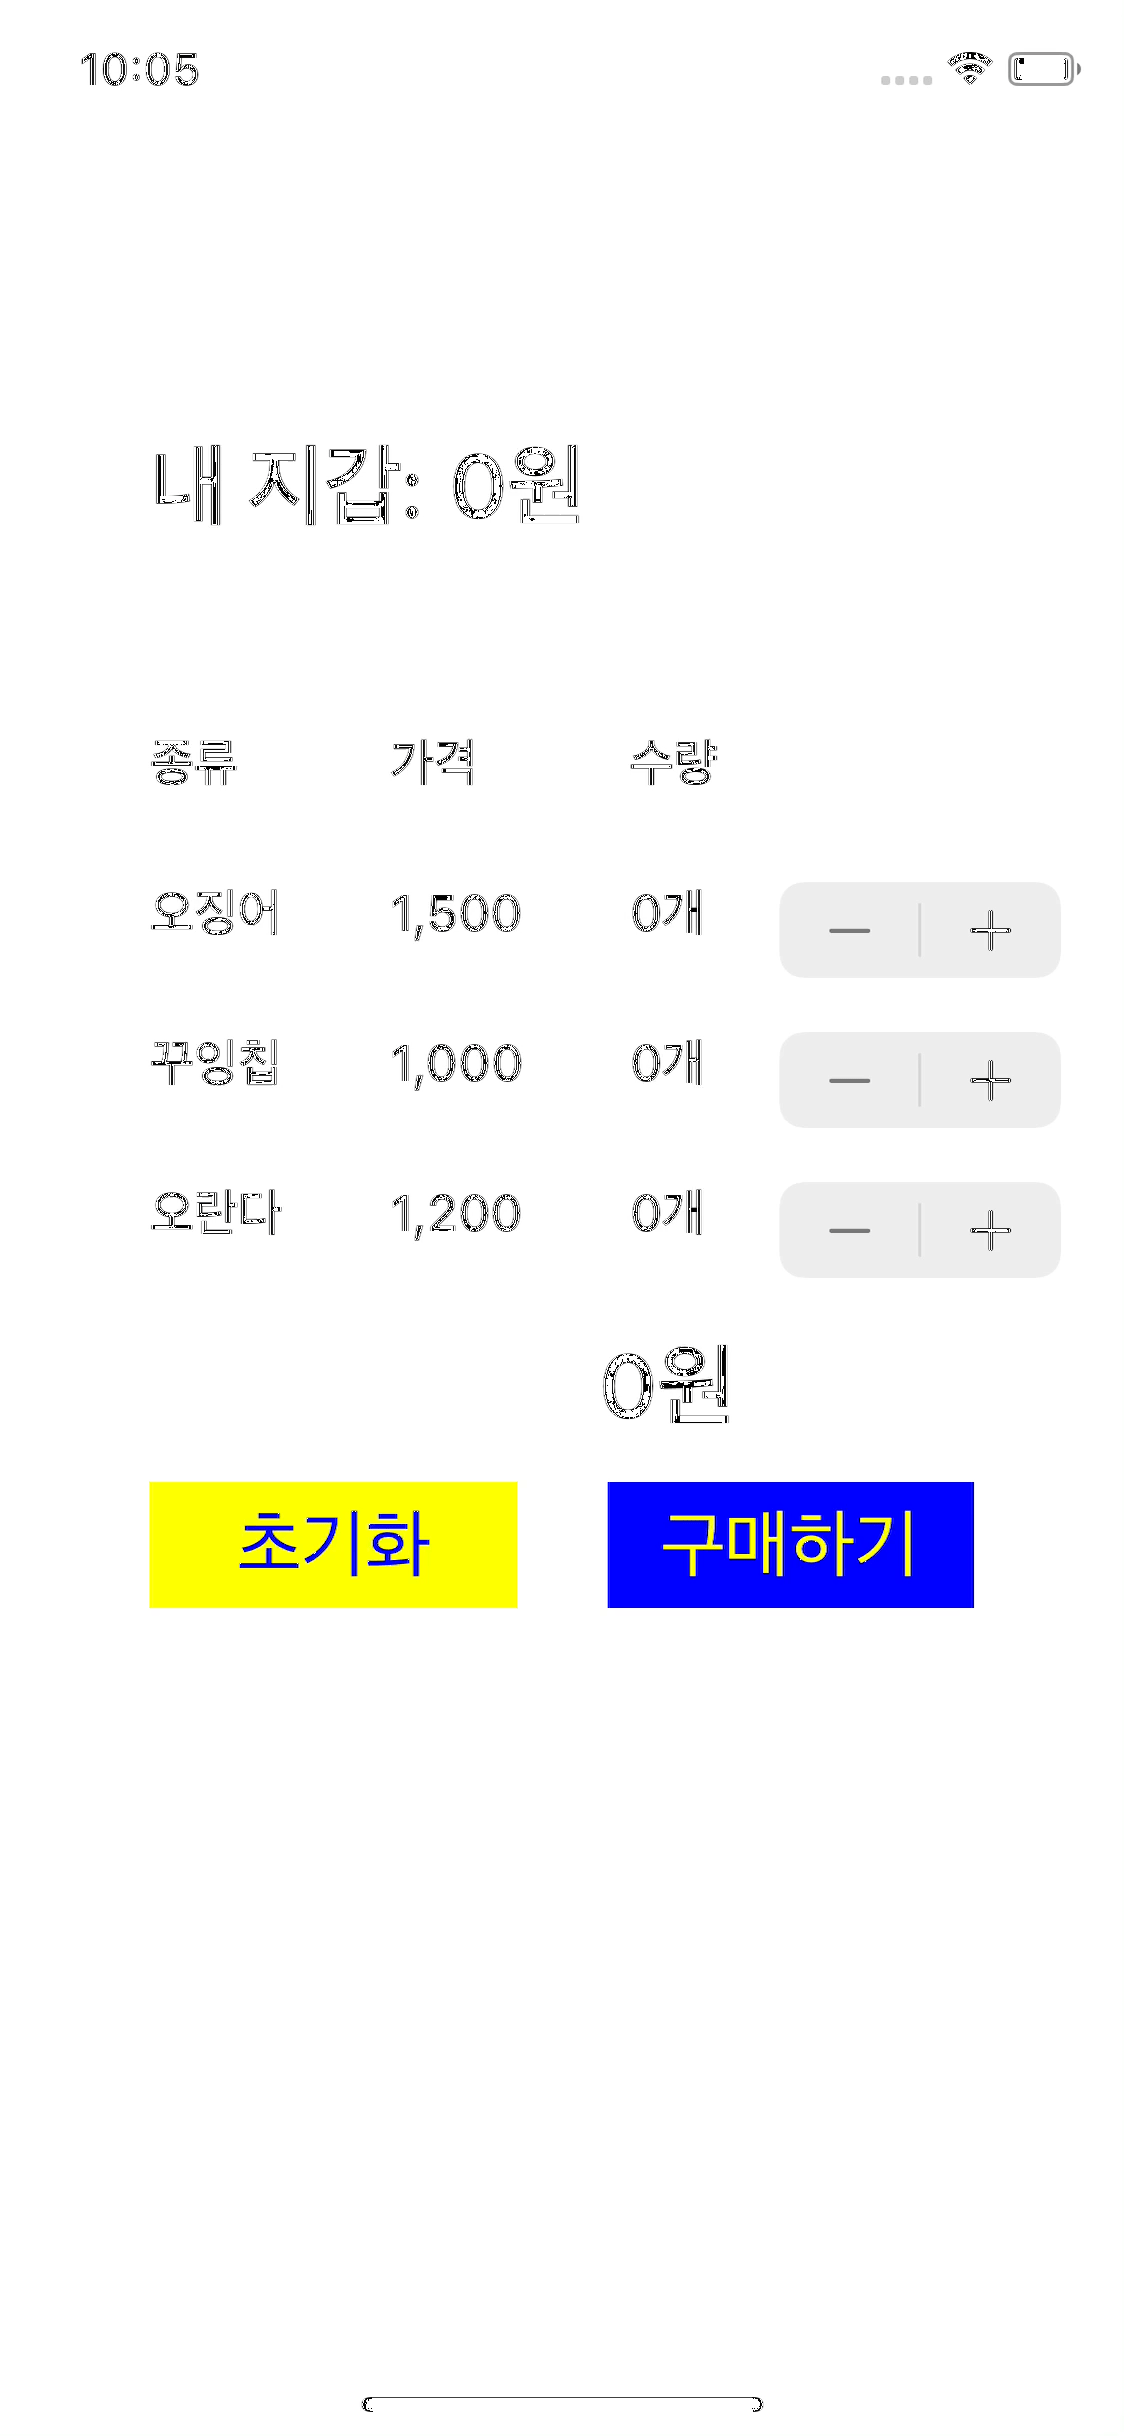 10:05
내 지갑: 0원
종류 가격 수량
오징어 1,500 0개
꾸잉칩 1,000 0개
오란다 1,200 0개
0원
초기화 구매하기